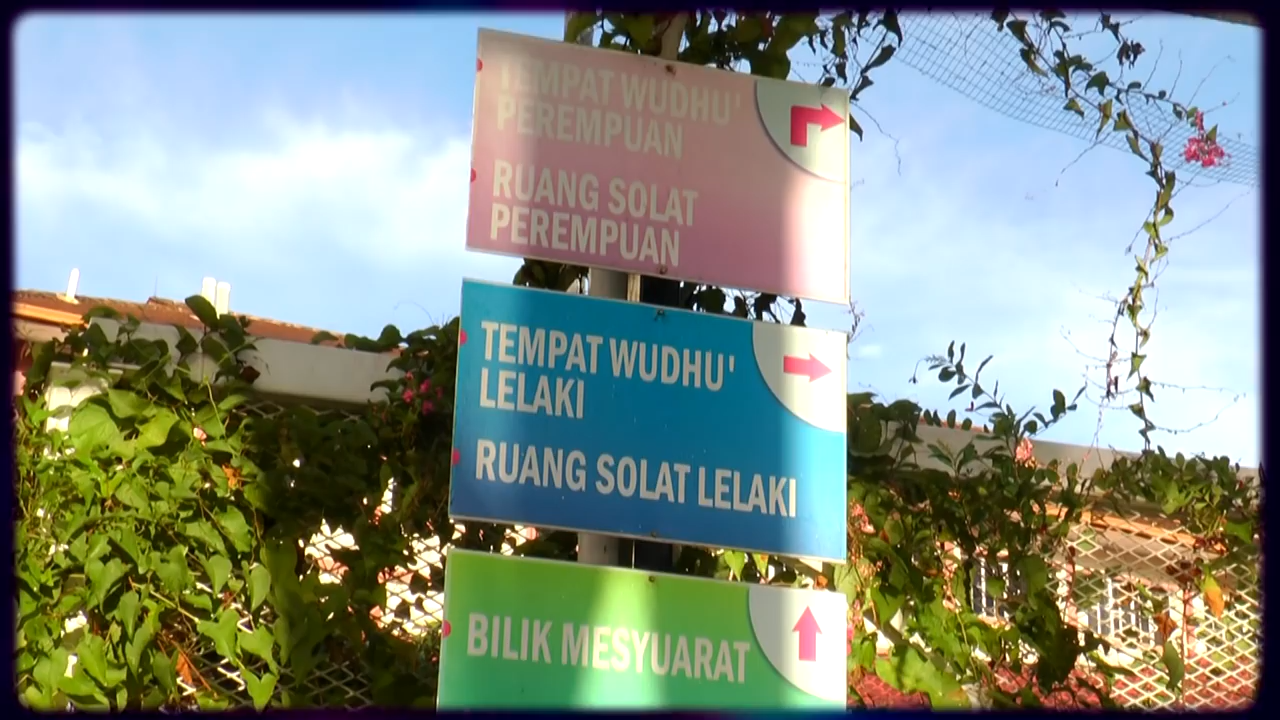 TEMPAT WUDHU'
PEREMPUAN
RUANG SOLAT
PEREMPUAN
TEMPAT WUDHU'
LELAKI
RUANG SOLAT LELAKI
BILIK MESYUARAT